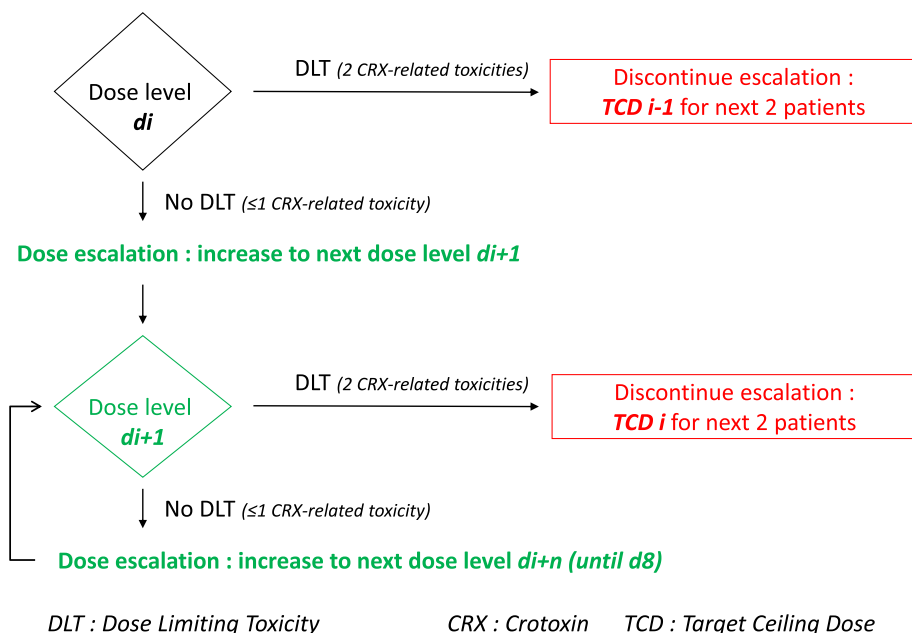 DLT (2 CRX-related toxicities)
Discontinue escalation :
TCD i-1 for next 2 patients
Dose level
di
No DLT (≤1 CRX-related toxicity)
Dose escalation : increase to next dose level di+1
DLT (2 CRX-related toxicities)
Discontinue escalation :
TCD i for next 2 patients
Dose level
di+1
No DLT (≤1 CRX-related toxicity)
Dose escalation : increase to next dose level di+n (until d8)
DLT : Dose Limiting Toxicity CRX : Crotoxin TCD : Target Ceiling Dose